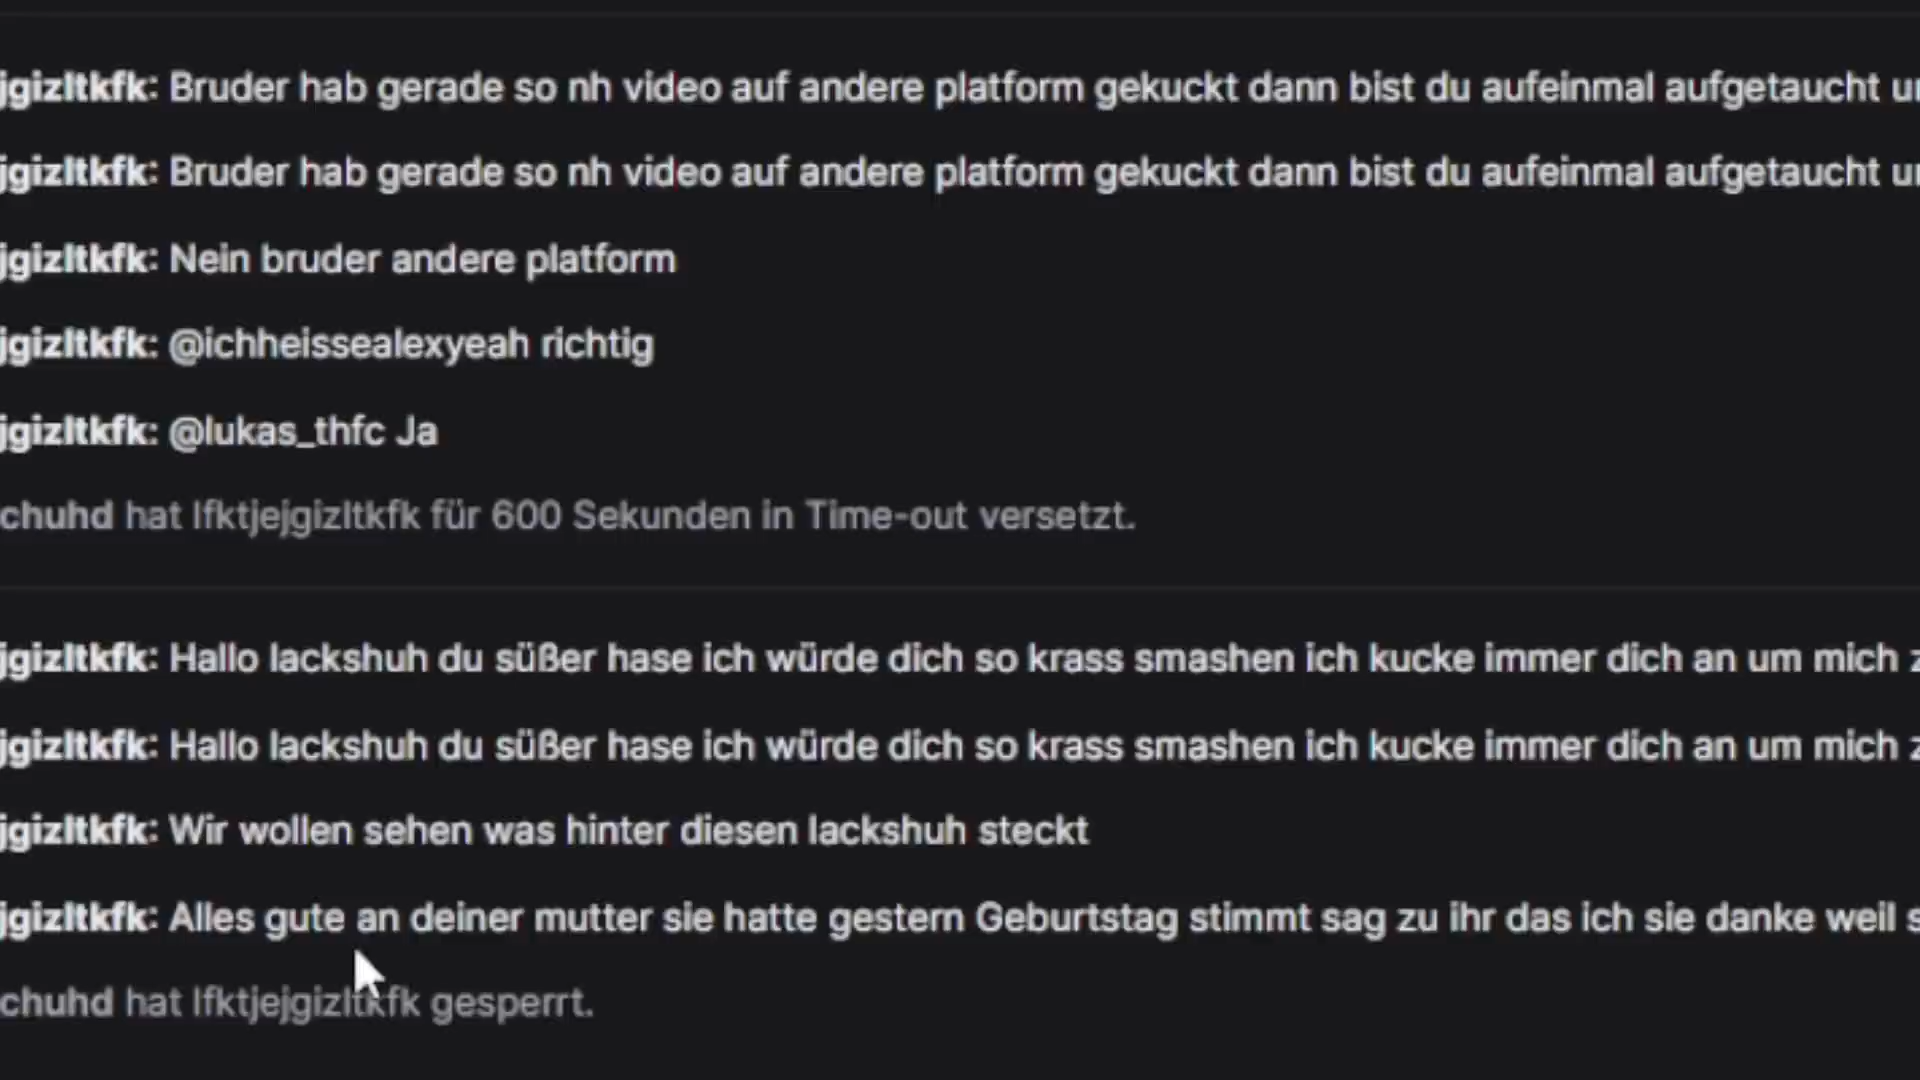 jgizltkfk: Bruder hab gerade so nh video auf andere platform gekuckt dann bist du aufeinmal aufgetaucht
jgizltkfk: Bruder hab gerade so nh video auf andere platform gekuckt dann bist du aufeinmal aufgetaucht
jgizltkfk: Nein bruder andere platform
jgizltkfk: @ichheissealexyeah richtig
jgizltkfk: @lukas_thfc Ja
chuhd hat lfktjejgizltkfk für 600 Sekunden in Time-out versetzt.
jgizltkfk: Hallo lackshuh du süßer hase ich würde dich so krass smashen ich kucke immer dich an um mich
jgizltkfk: Hallo lackshuh du süßer hase ich würde dich so krass smashen ich kucke immer dich an um mich
jgizltkfk: Wir wollen sehen was hinter diesen lackshuh steckt
jgizltkfk: Alles gute an deiner mutter sie hatte gestern Geburtstag stimmt sag zu ihr das ich sie danke weil
chuhd hat lfktjejgizltkfk gesperrt.